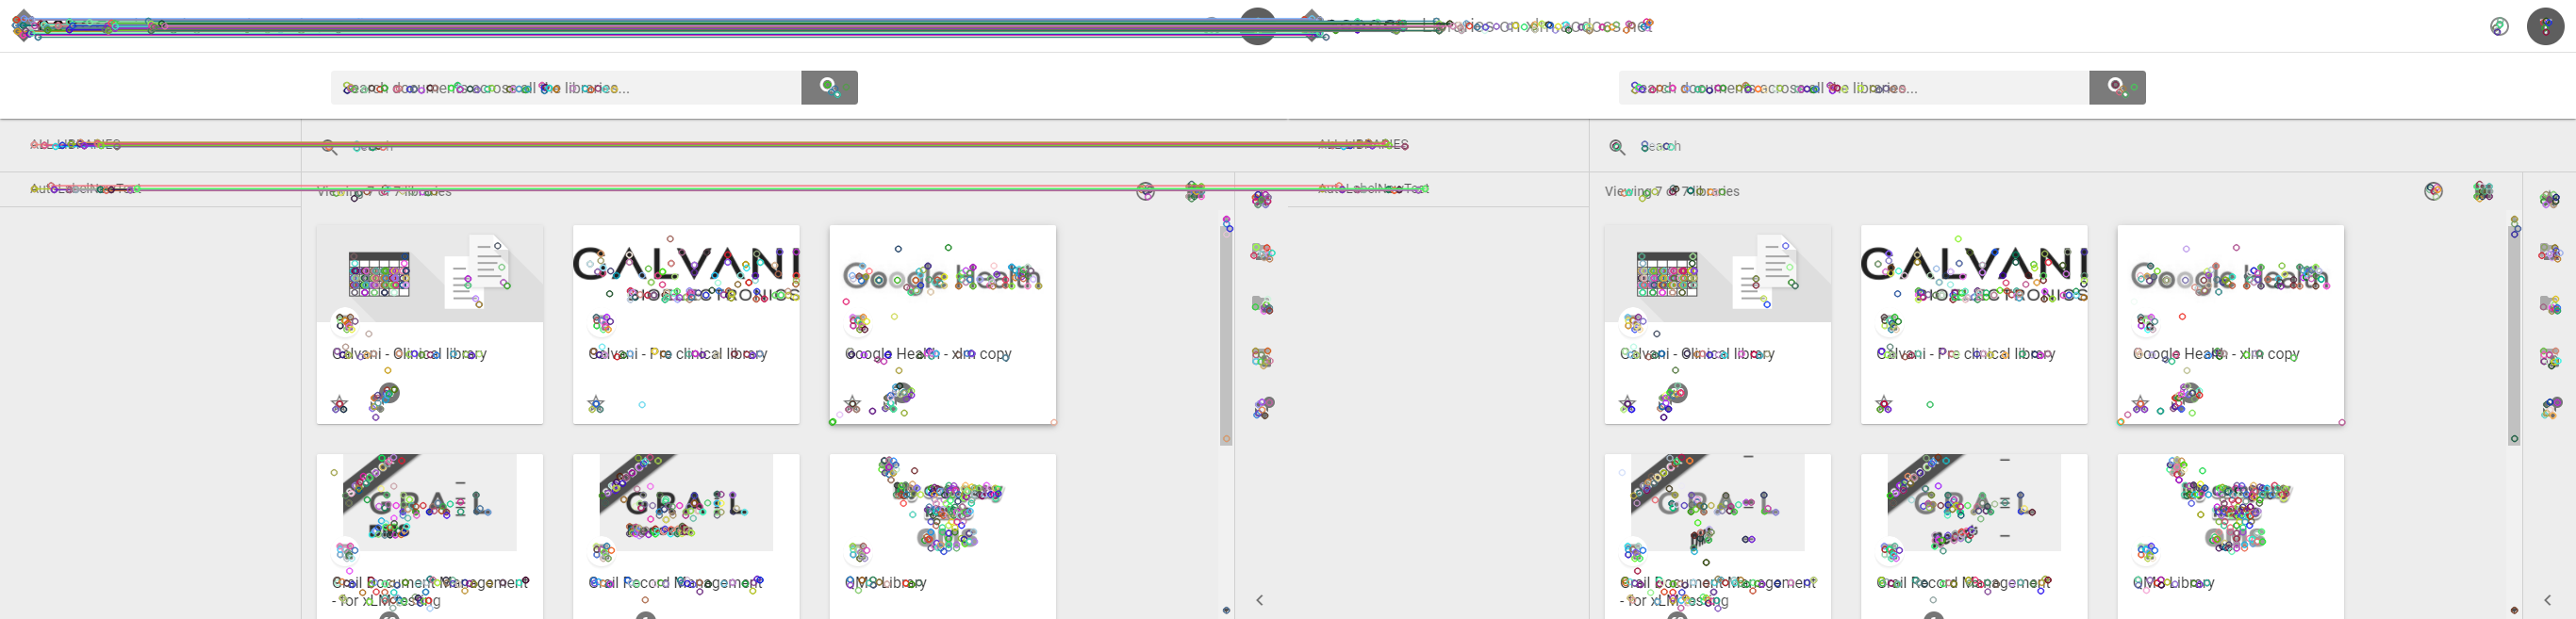 Search documents across all the libraries...
Search documents across all the libraries...
ALL LIBRARIES
Search
ALL LIBRARIES
Search
AutoLabelNewText
Viewing 7 of 7 libraries
AutoLabelNewText
Viewing 7 of 7 libraries
GALVANI
BIOELECTRONICS
Google Health
GALVANI
BIOELECTRONICS
Google Health
Galvani - Clinical library
Galvani - Pre clinical library
Google Health - xlm copy
Galvani - Clinical library
Galvani - Pre clinical library
Google Health - xlm copy
SANDBOX
GRAIL
SANDBOX
GRAIL
QMS
SANDBOX
GRAIL
SANDBOX
GRAIL
QMS
Grail Document Management
- for xLM testing
Grail Record Management
QMS Library
Grail Document Management
- for xLM testing
Grail Record Management
QMS Library